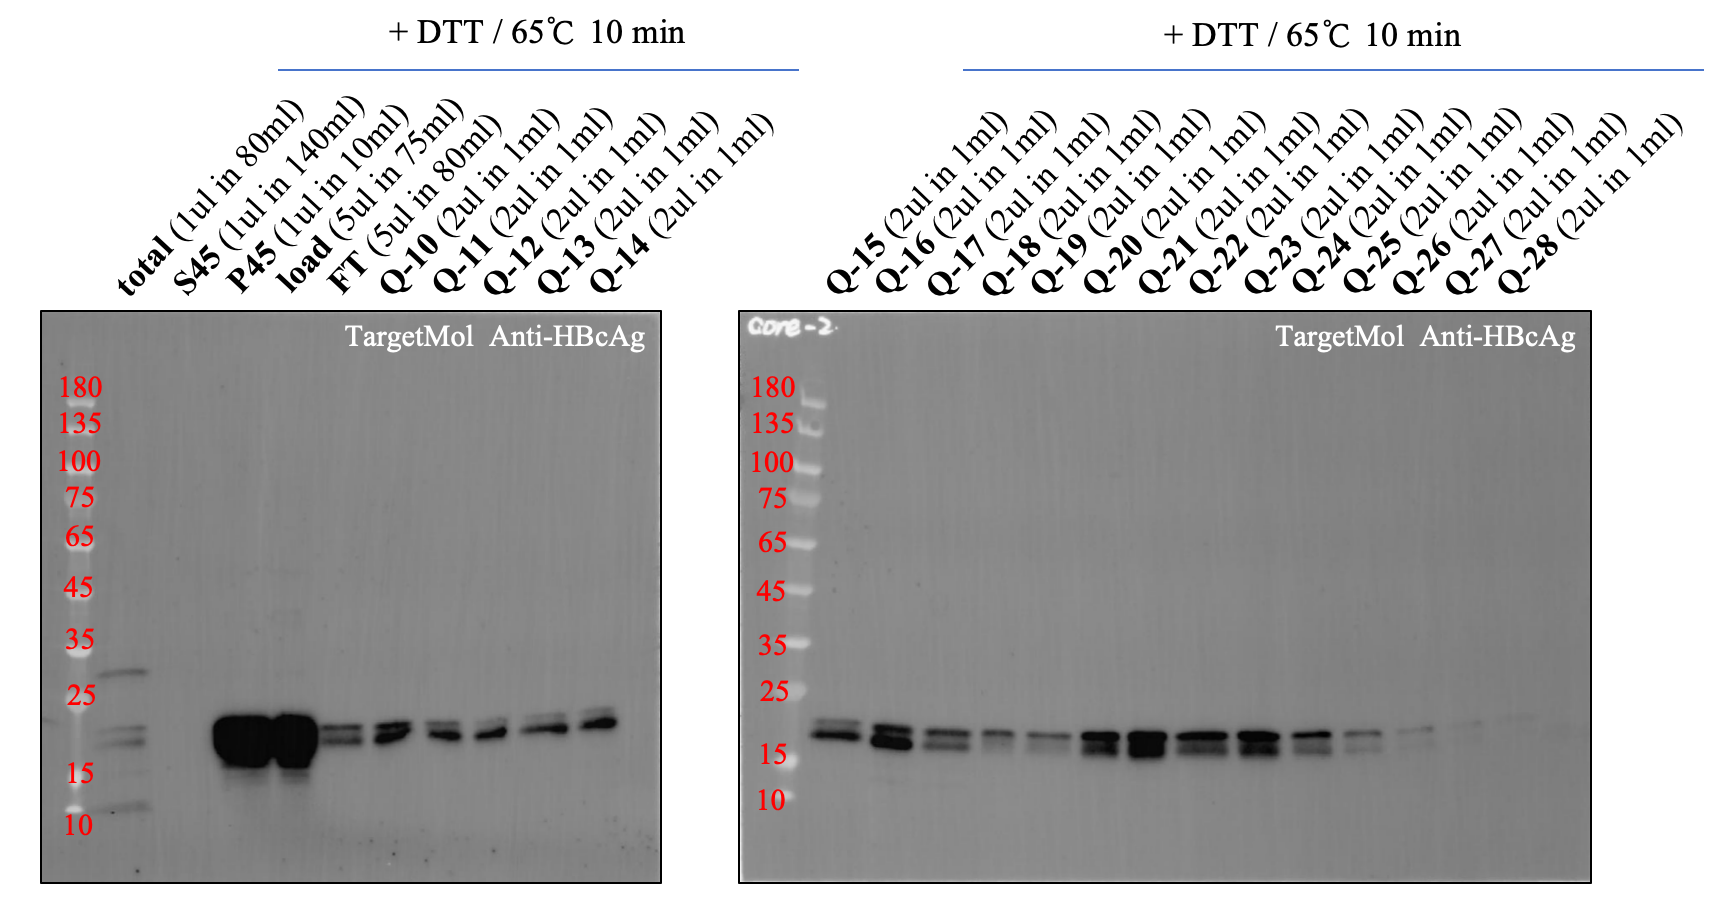 + DTT / 65℃ 10 min
total (1ul in 80ml)
S45 (1ul in 140ml)
P45 (1ul in 10ml)
load (5ul in 75ml)
FT (5ul in 80ml)
Q-10 (2ul in 1ml)
Q-11 (2ul in 1ml)
Q-12 (2ul in 1ml)
Q-13 (2ul in 1ml)
Q-14 (2ul in 1ml)
TargetMol Anti-HBcAg
180
135
100
75
65
45
35
25
15
10
+ DTT / 65℃ 10 min
Q-15 (2ul in 1ml)
Q-16 (2ul in 1ml)
Q-17 (2ul in 1ml)
Q-18 (2ul in 1ml)
Q-19 (2ul in 1ml)
Q-20 (2ul in 1ml)
Q-21 (2ul in 1ml)
Q-22 (2ul in 1ml)
Q-23 (2ul in 1ml)
Q-24 (2ul in 1ml)
Q-25 (2ul in 1ml)
Q-26 (2ul in 1ml)
Q-27 (2ul in 1ml)
Q-28 (2ul in 1ml)
Core-2.
TargetMol Anti-HBcAg
180
135
100
75
65
45
35
25
15
10